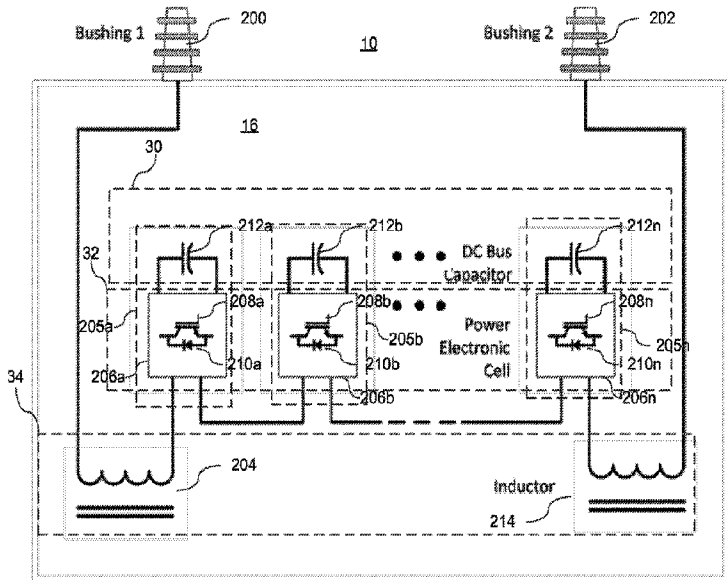 Bushing 1
200
10
Bushing 2
202
16
30
212a
212b
DC Bus
Capacitor
212n
32
208a
208b
Power
Electronic
Cell
208n
205a
205b
205n
210a
210b
210n
206a
206b
206n
34
204
Inductor
214